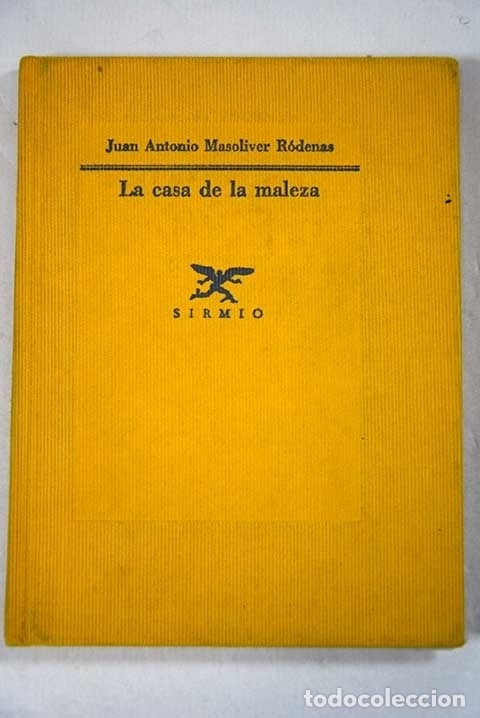 Juan Antonio Masoliver Ródenas
La casa de la maleza
SIRMIO
todocoleccion